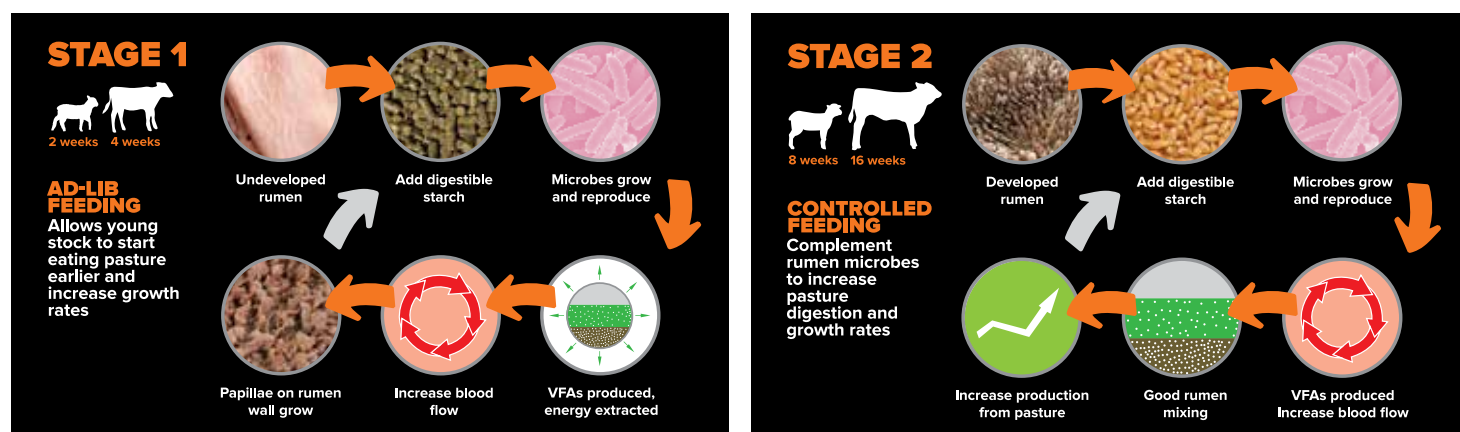 STAGE 1
2 weeks 4 weeks
AD-LIB
FEEDING
Allows young
stock to start
eating pasture
earlier and
increase growth
rates
Undeveloped
rumen
Add digestible
starch
Microbes grow
and reproduce
VFAs produced,
energy extracted
Increase blood
flow
Papillae on rumen
wall grow
STAGE 2
8 weeks 16 weeks
CONTROLLED
FEEDING
Complement
rumen microbes
to increase
pasture
digestion and
growth rates
Developed
rumen
Add digestible
starch
Microbes grow
and reproduce
VFAs produced
Increase blood flow
Good rumen
mixing
Increase production
from pasture